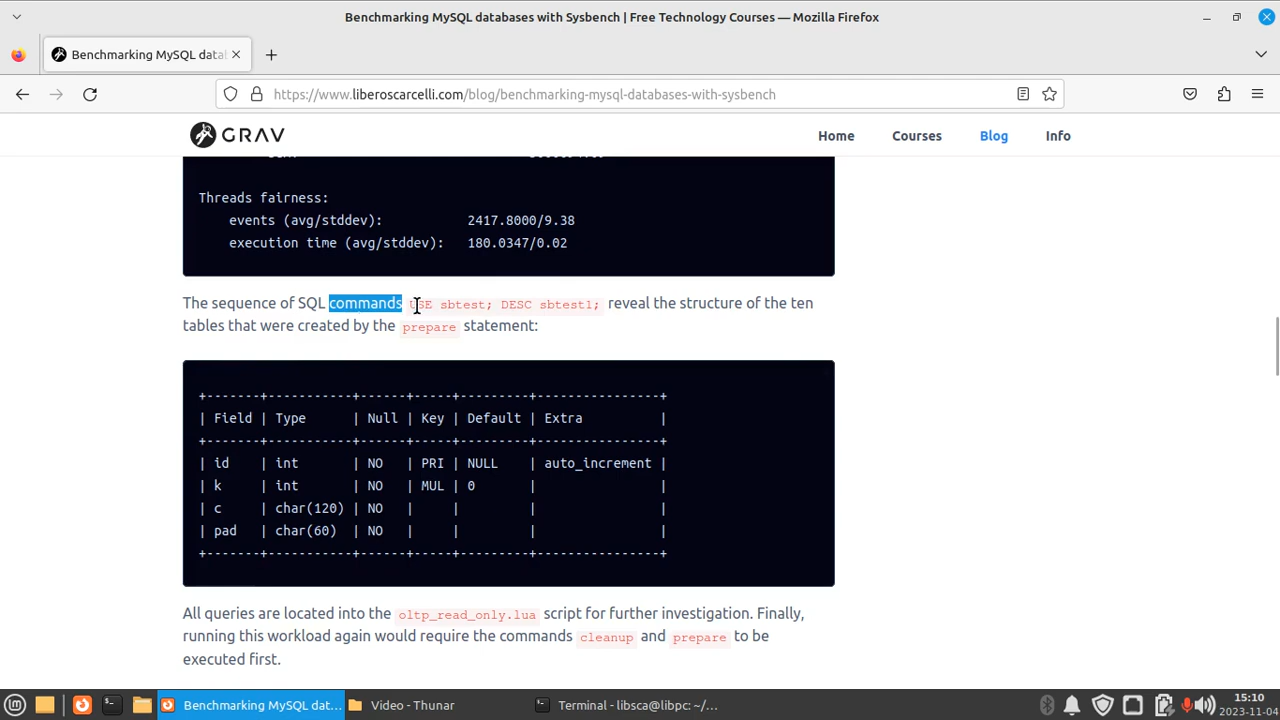 Benchmarking MySQL databases with Sysbench | Free Technology Courses — Mozilla Firefox
Benchmarking MySQL data
https://www.liberoscarcelli.com/blog/benchmarking-mysql-databases-with-sysbench
GRAV
Home Courses Blog Info
Threads fairness:
events (avg/stddev): 2417.8000/9.38
execution time (avg/stddev): 180.0347/0.02
The sequence of SQL commands USE sbtest; DESC sbtest1; reveal the structure of the ten
tables that were created by the prepare statement:
+-------+-----------+------+-----+---------+----------------+
| Field | Type | Null | Key | Default | Extra |
+-------+-----------+------+-----+---------+----------------+
| id | int | NO | PRI | NULL | auto_increment |
| k | int | NO | MUL | 0 | |
| c | char(120) | NO | | | |
| pad | char(60) | NO | | | |
+-------+-----------+------+-----+---------+----------------+
All queries are located into the oltp_read_only.lua script for further investigation. Finally,
running this workload again would require the commands cleanup and prepare to be
executed first.
Benchmarking MySQL dat... Video - Thunar Terminal - libsca@libpc: ~/...
15:10
2023-11-04